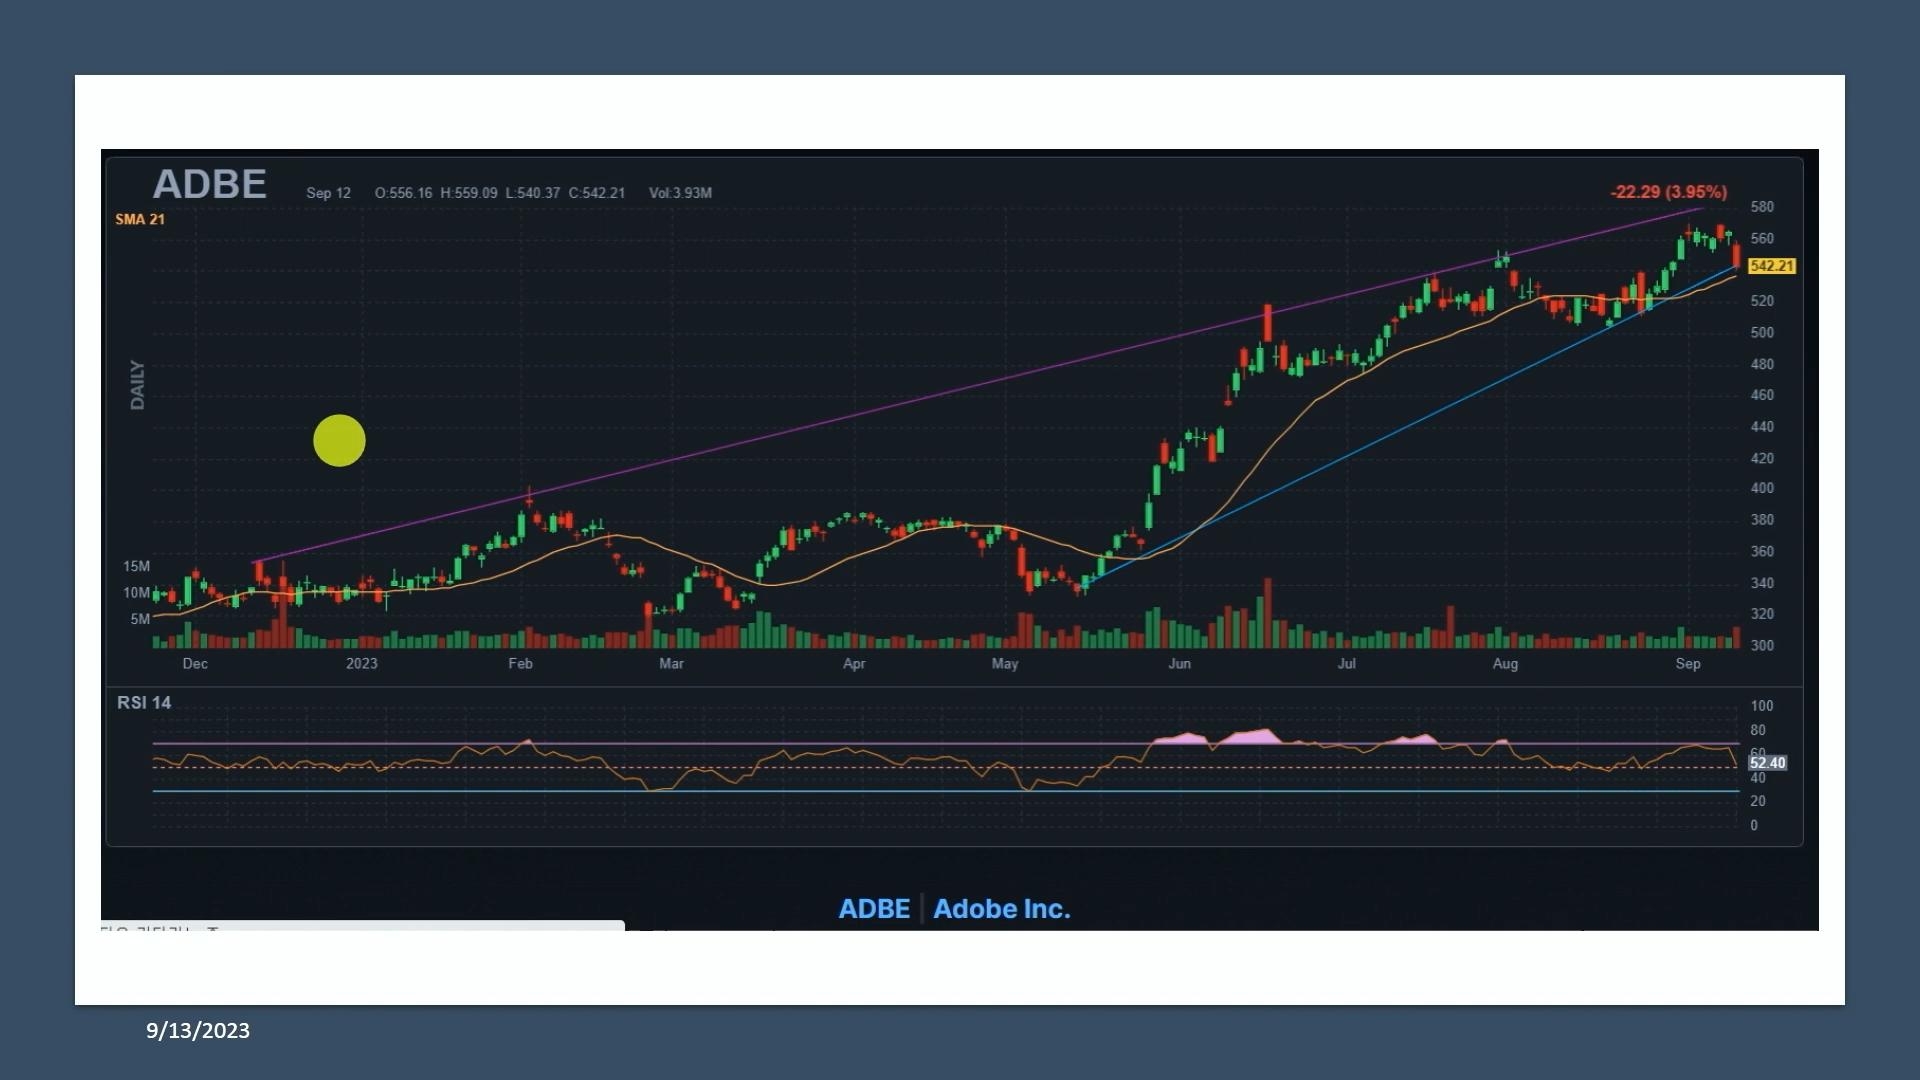 ADBE
Sep 12 O:556.16 H:559.09 L:540.37 C:542.21 Vol:3.93M
-22.29 (3.95%)
SMA 21
580
560
542.21
520
500
480
460
440
420
400
380
360
340
320
300
DAILY
15M
10M
5M
Dec 2023 Feb Mar Apr May Jun Jul Aug Sep
RSI 14
100
80
60
52.40
40
20
0
ADBE | Adobe Inc.
9/13/2023